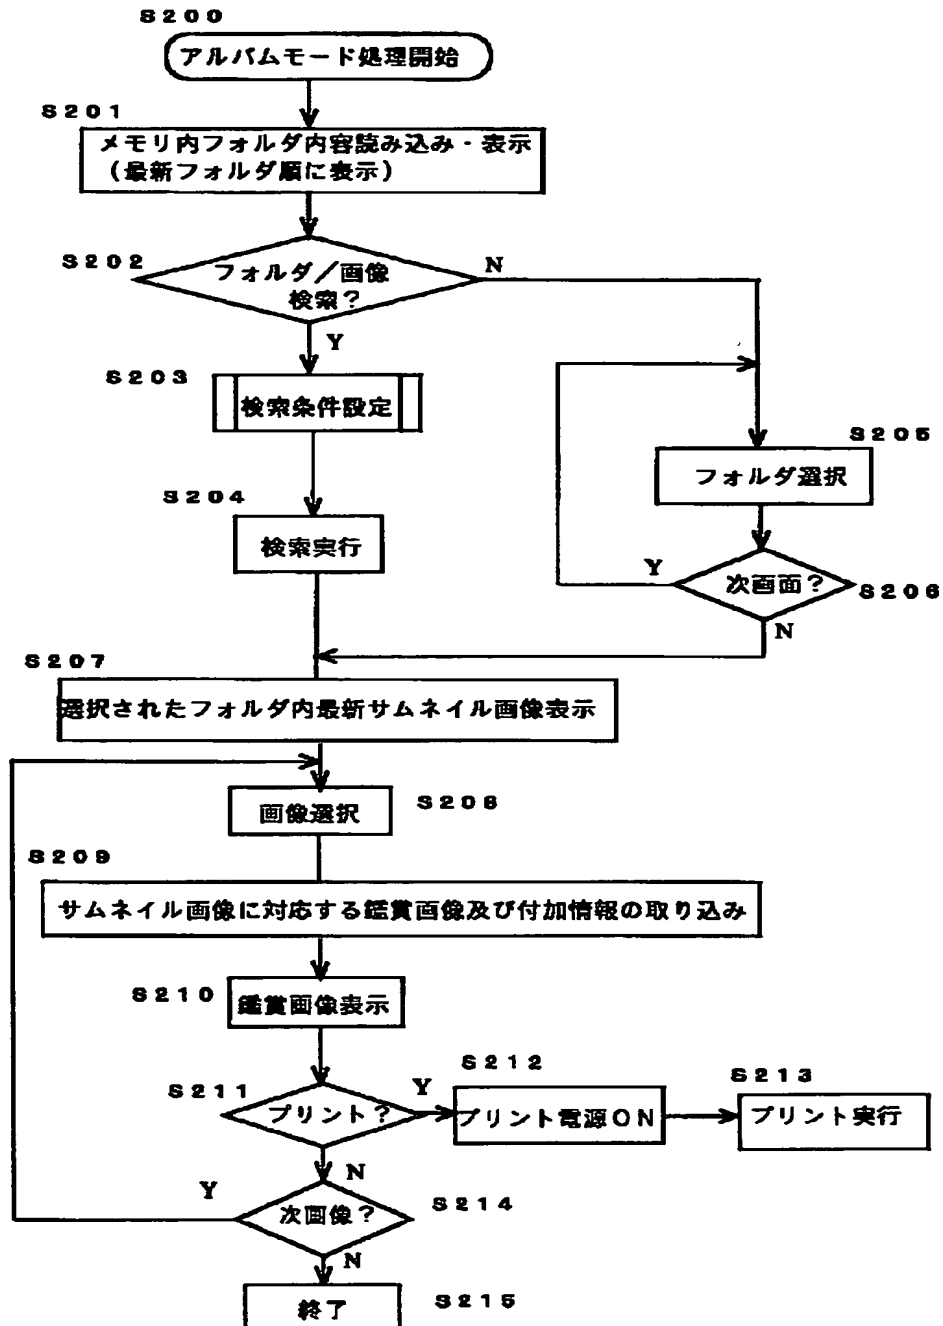 S200
アルバムモード処理開始
S201
メモリ内フォルダ内容読み込み・表示
(最新フォルダ順に表示)
S202
フォルダ/画像
検索?
N
Y
S203
検索条件設定
S204
検索実行
S205
フォルダ選択
Y
次画面?
S206
N
S207
選択されたフォルダ内最新サムネイル画像表示
画像選択
S208
S209
サムネイル画像に対応する鑑賞画像及び付加情報の取り込み
S210
鑑賞画像表示
S211
プリント?
Y
S212
プリント電源ON
S213
プリント実行
N
Y
次画像?
S214
N
終了
S215